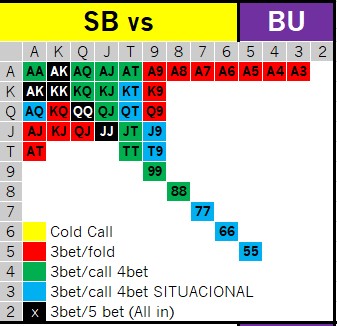 SB vs BU
A K Q J T 9 8 7 6 5 4 3 2
A AA AK AQ AJ AT A9 A8 A7 A6 A5 A4 A3
K AK KK KQ KJ KT K9
Q AQ KQ QQ QJ QT Q9
J AJ KJ QJ JJ JT J9
T AT TT T9
9 99
8 88
7 77
6 Cold Call 66
5 3bet/fold 55
4 3bet/call 4bet
3 3bet/call 4bet SITUACIONAL
2 x 3bet/5 bet (All in)